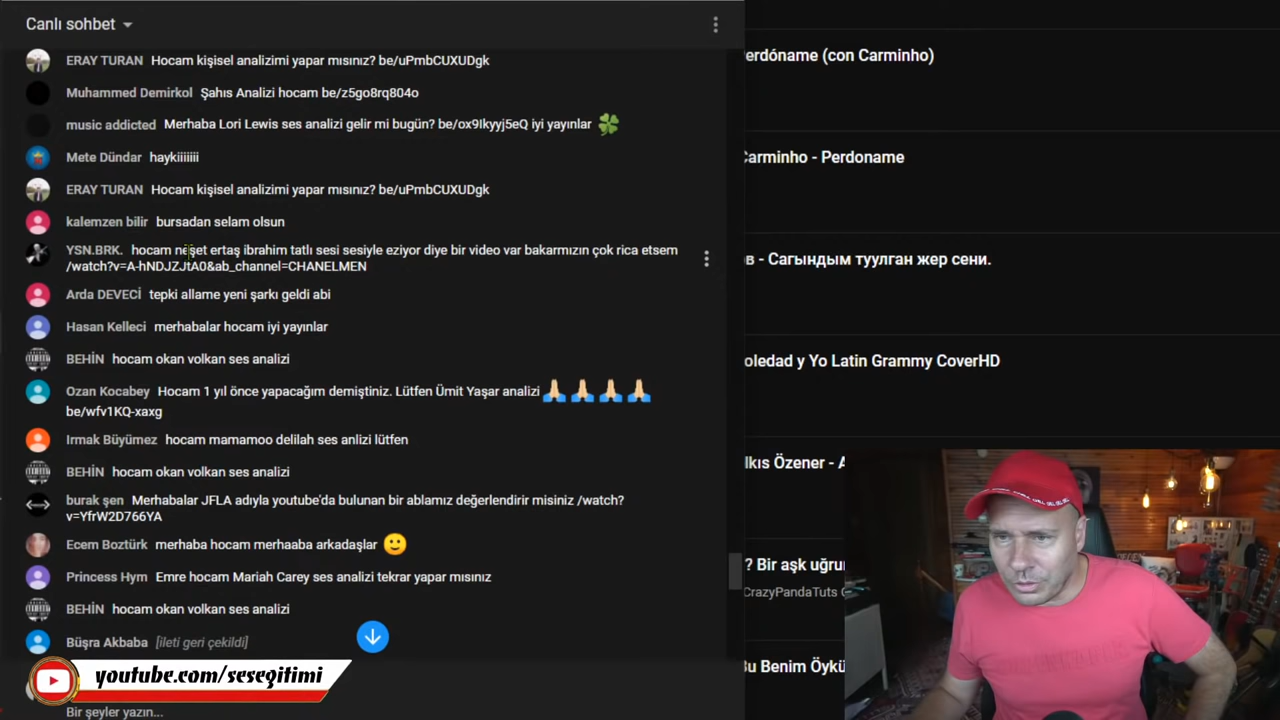 Canlı sohbet
ERAY TURAN Hocam kişisel analizimi yapar mısınız? be/uPmbCUXUDgk
Muhammed Demirkol Şahıs Analizi hocam be/z5go8rq804o
music addicted Merhaba Lori Lewis ses analizi gelir mi bugün? be/ox9Ikyyj5eQ iyi yayınlar
Mete Dündar haykiiiiiii
ERAY TURAN Hocam kişisel analizimi yapar mısınız? be/uPmbCUXUDgk
kalemzen bilir bursadan selam olsun
YSN.BRK. hocam neşet ertaş ibrahim tatlı sesi sesiyle eziyor diye bir video var bakarmızın çok rica etsem
/watch?v=A-hNDJZJtA0&ab_channel=CHANELMEN
Arda DEVECİ tepki allame yeni şarkı geldi abi
Hasan Kelleci merhabalar hocam iyi yayınlar
BEHİN hocam okan volkan ses analizi
Ozan Kocabey Hocam 1 yıl önce yapacağım demiştiniz. Lütfen Ümit Yaşar analizi
be/wfv1KQ-xaxg
Irmak Büyümez hocam mamamoo delilah ses anlizi lütfen
BEHİN hocam okan volkan ses analizi
burak şen Merhabalar JFLA adıyla youtube'da bulunan bir ablamız değerlendirir misiniz /watch?
v=YfrW2D766YA
Ecem Boztürk merhaba hocam merhaaba arkadaşlar
Princess Hym Emre hocam Mariah Carey ses analizi tekrar yapar mısınız
BEHİN hocam okan volkan ses analizi
Büşra Akbaba [ileti geri çekildi]
youtube.com/sesegitimi
Bir şeyler yazın...
erdóname (con Carminho)
Carminho - Perdoname
- Сагындым туулган жер сени.
oledad y Yo Latin Grammy CoverHD
lkıs Özener - A
? Bir aşk uğru
CrazyPandaTuts
Bu Benim Öykü